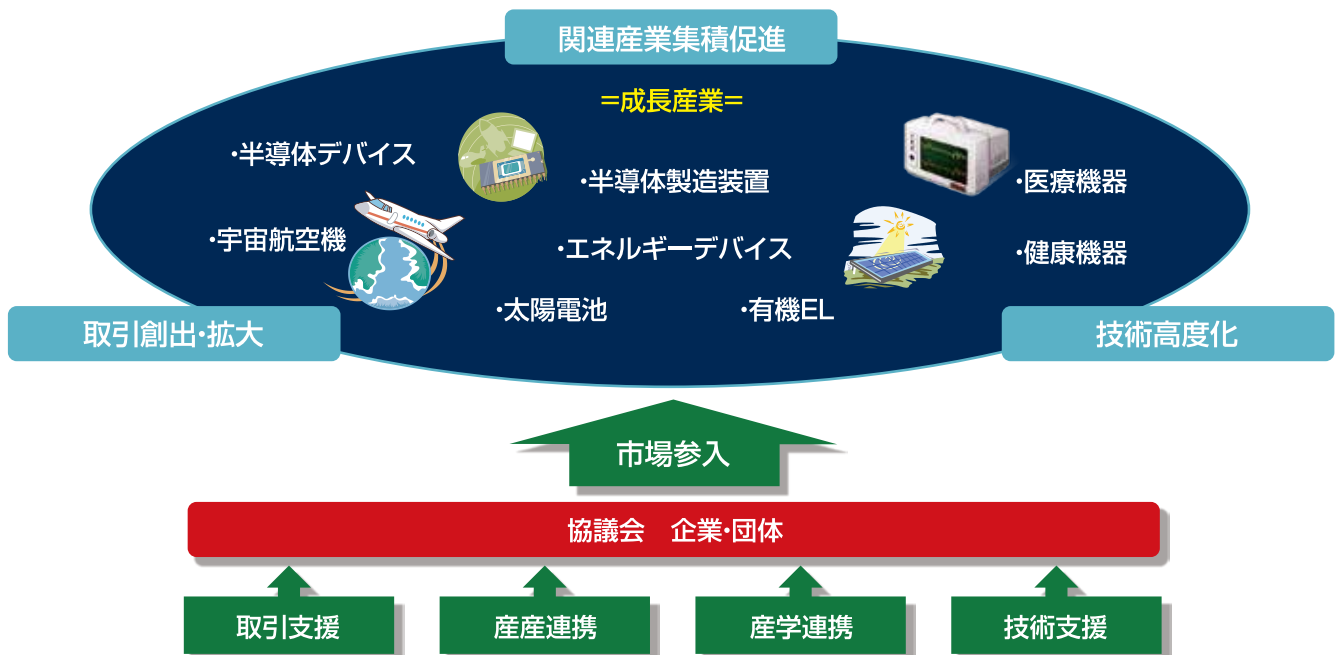 関連産業集積促進
=成長産業=
・半導体デバイス
・半導体製造装置
・医療機器
・宇宙航空機
・エネルギーデバイス
・健康機器
・太陽電池
・有機EL
取引創出・拡大
技術高度化
市場参入
協議会　企業・団体
取引支援
産産連携
産学連携
技術支援